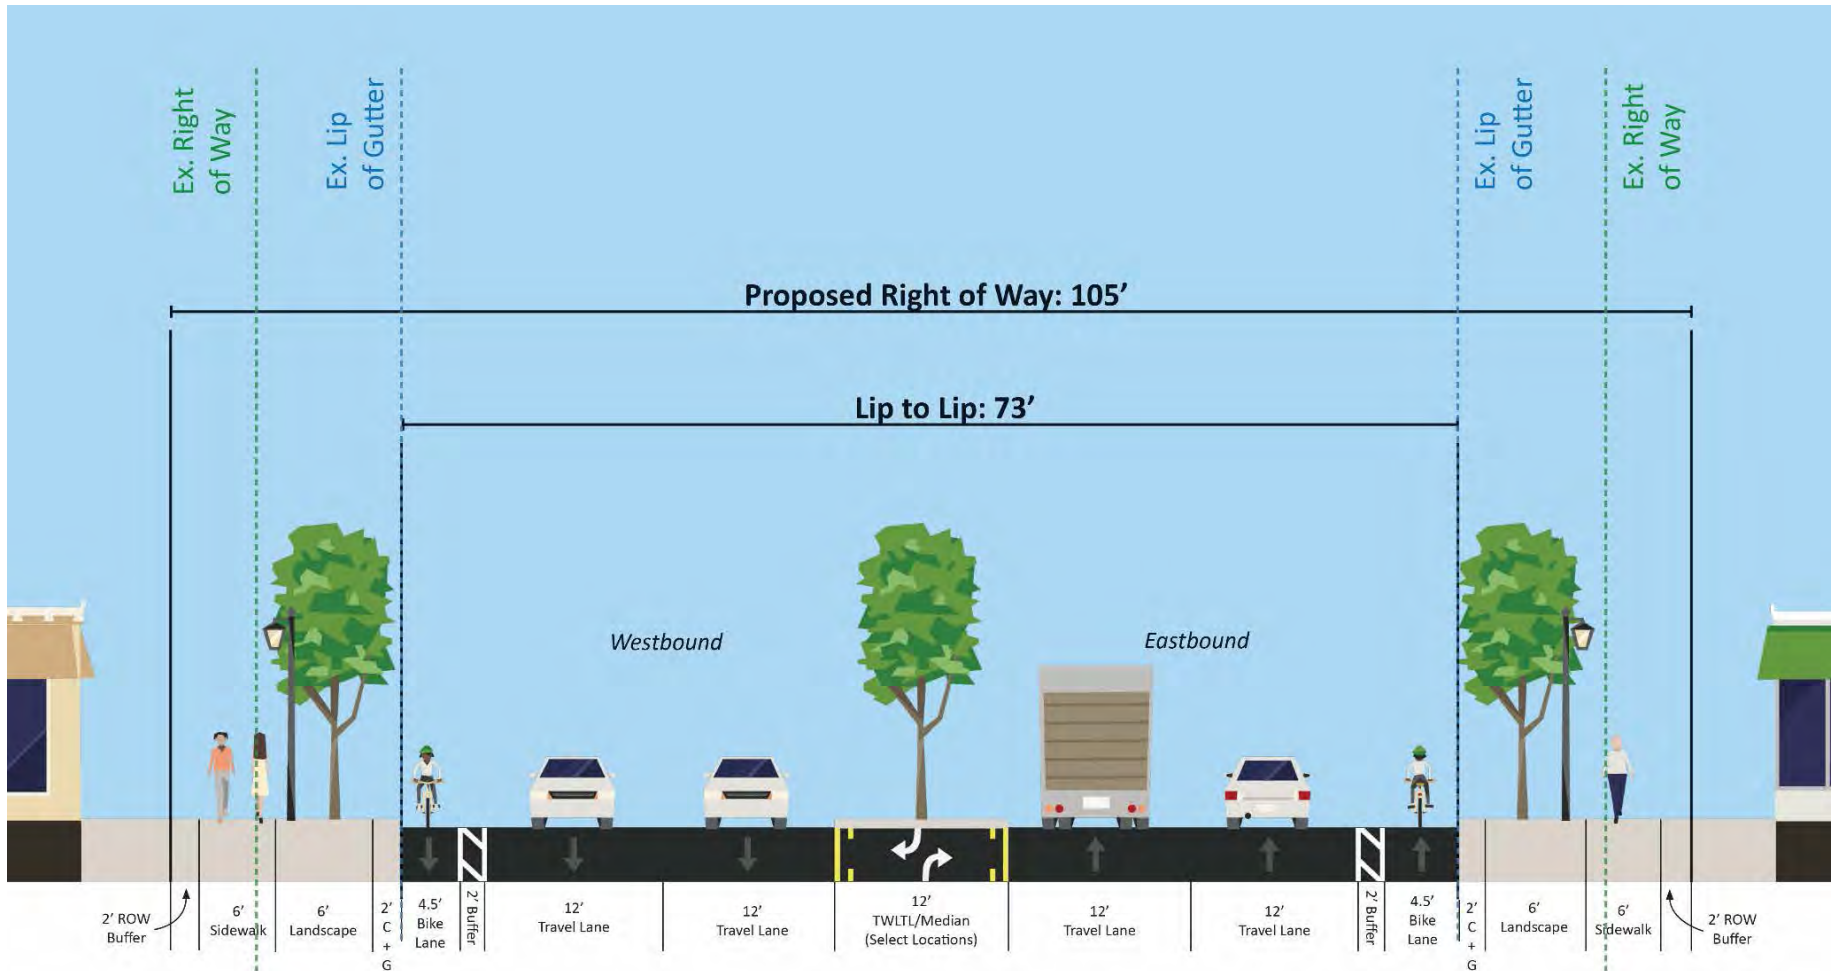 Ex. Right
of Way
Ex. Lip
of Gutter
Ex. Lip
of Gutter
Ex. Right
of Way
Proposed Right of Way: 105’
Lip to Lip: 73’
Westbound
Eastbound
2’ ROW
Buffer
6’
Sidewalk
6’
Landscape
2’
C
+
G
4.5’
Bike
Lane
2’ Buffer
12’
Travel Lane
12’
Travel Lane
12’
TWLTL/Median
(Select Locations)
12’
Travel Lane
12’
Travel Lane
2’ Buffer
4.5’
Bike
Lane
2’
C
+
G
6’
Landscape
6’
Sidewalk
2’ ROW
Buffer